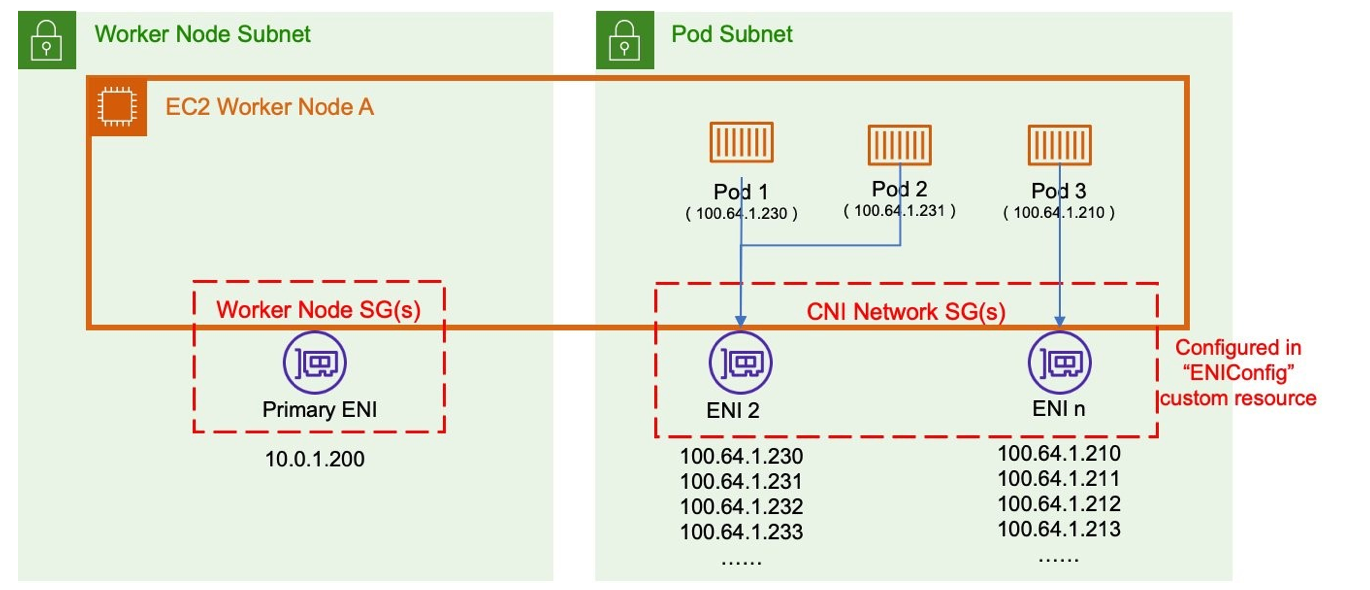 Worker Node Subnet
Pod Subnet
EC2 Worker Node A
Pod 1
( 100.64.1.230 )
Pod 2
( 100.64.1.231 )
Pod 3
( 100.64.1.210 )
Worker Node SG(s)
Primary ENI
10.0.1.200
CNI Network SG(s)
ENI 2
100.64.1.230
100.64.1.231
100.64.1.232
100.64.1.233
......
ENI n
100.64.1.210
100.64.1.211
100.64.1.212
100.64.1.213
......
Configured in
“ENIConfig”
custom resource